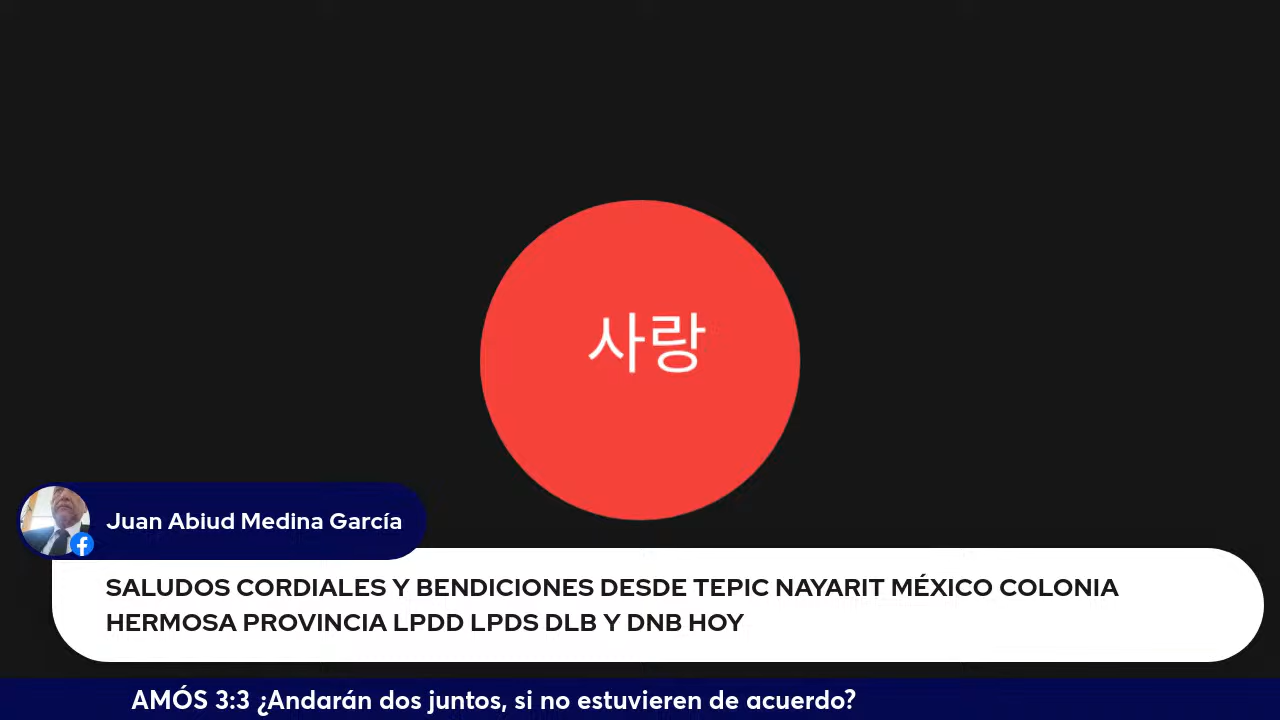 사랑
Juan Abiud Medina García
SALUDOS CORDIALES Y BENDICIONES DESDE TEPIC NAYARIT MÉXICO COLONIA
HERMOSA PROVINCIA LPDD LPDS DLB Y DNB HOY
AMÓS 3:3 ¿Andarán dos juntos, si no estuvieren de acuerdo?